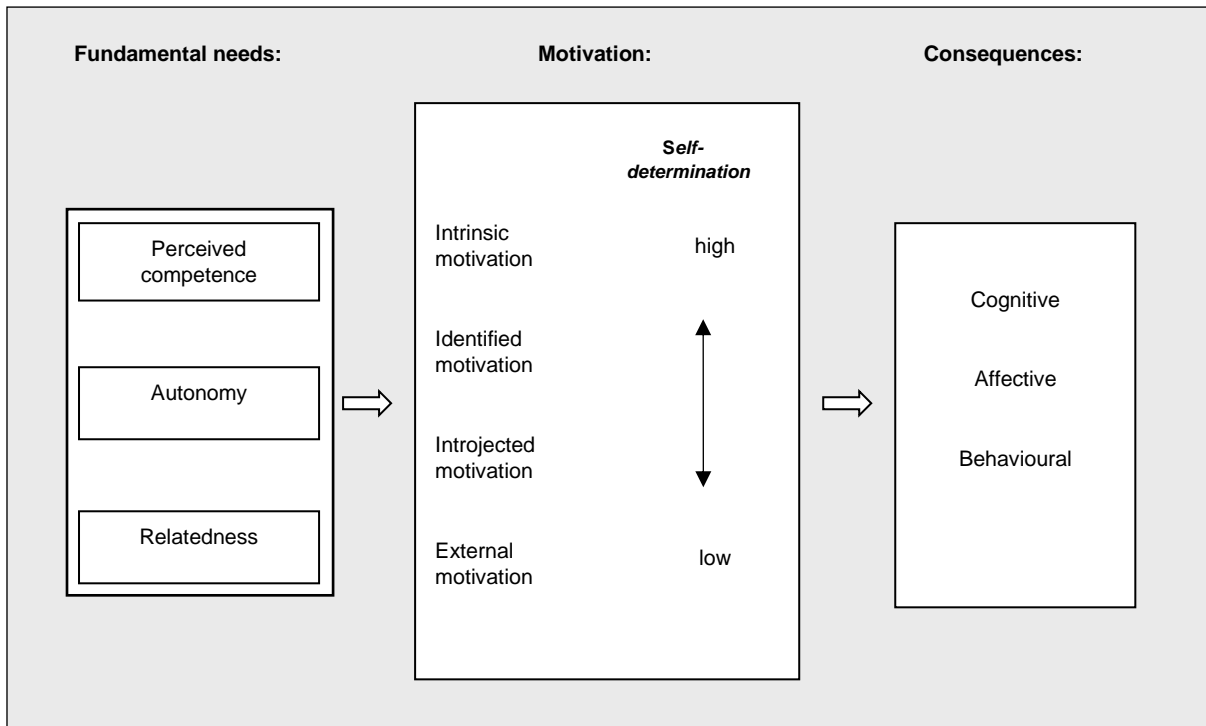 Fundamental needs:
Motivation:
Consequences:
Perceived
competence
Autonomy
Relatedness
Self-
determination
Intrinsic
motivation
high
Identified
motivation
Introjected
motivation
External
motivation
low
Cognitive
Affective
Behavioural